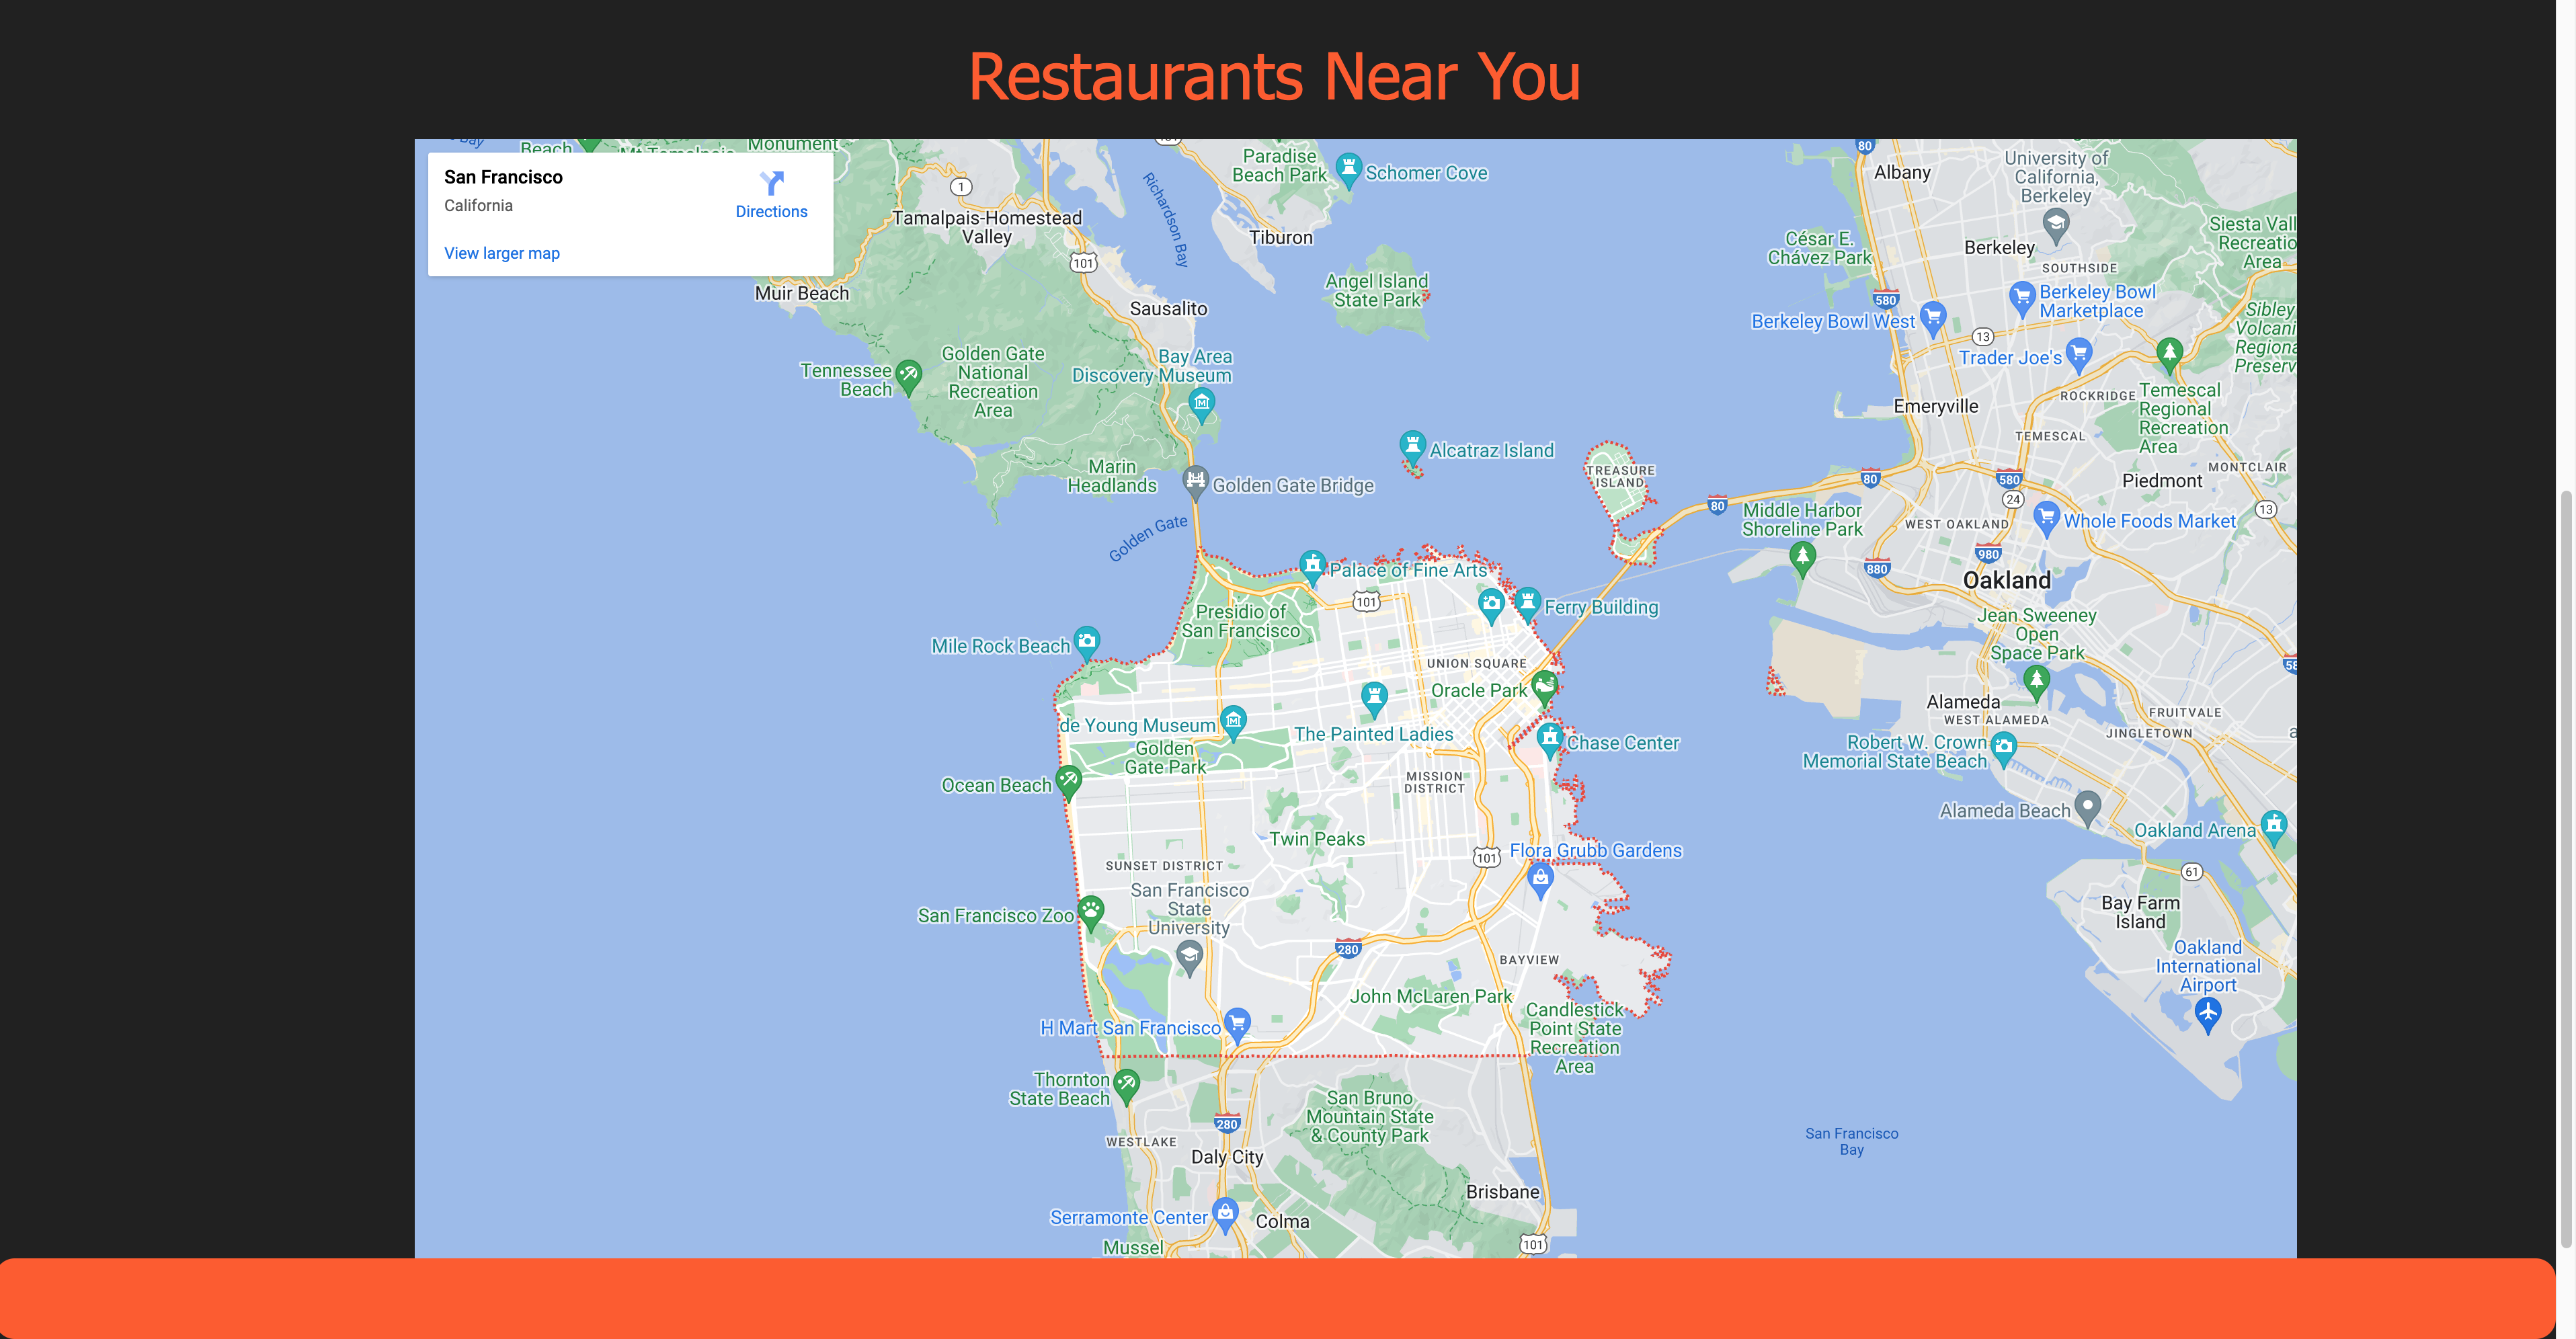 Restaurants Near You
San Francisco
California
Directions
View larger map
Beach
Monument
Paradise
Beach Park
Schomer Cove
Richardson Bay
1
Tamalpais-Homestead
Valley
Tiburon
101
Muir Beach
Sausalito
Angel Island
State Park
80
Albany
University of
California,
Berkeley
César E.
Chávez Park
Berkeley
SOUTHSIDE
580
Berkeley Bowl
Marketplace
Berkeley Bowl West
13
Trader Joe's
Temescal
Regional
Recreation
Area
ROCKRIDGE
Emeryville
TEMESCAL
MONTCLAIR
Piedmont
Tennessee
Beach
Golden Gate
National
Recreation
Area
Bay Area
Discovery Museum
Marin
Headlands
Golden Gate Bridge
Alcatraz Island
Golden Gate
TREASURE
ISLAND
80
80
580
24
13
Middle Harbor
Shoreline Park
WEST OAKLAND
Whole Foods Market
980
880
Oakland
Jean Sweeney
Open
Space Park
Alameda
WEST ALAMEDA
FRUITVALE
JINGLETOWN
Robert W. Crown
Memorial State Beach
Alameda Beach
Oakland Arena
61
Bay Farm
Island
Oakland
International
Airport
Palace of Fine Arts
101
Presidio of
San Francisco
Ferry Building
Mile Rock Beach
UNION SQUARE
Oracle Park
de Young Museum
The Painted Ladies
Chase Center
Golden
Gate Park
Ocean Beach
MISSION
DISTRICT
Twin Peaks
101
Flora Grubb Gardens
SUNSET DISTRICT
San Francisco
State
University
San Francisco Zoo
280
BAYVIEW
John McLaren Park
Candlestick
Point State
Recreation
Area
H Mart San Francisco
Thornton
State Beach
San Bruno
Mountain State
& County Park
280
WESTLAKE
Daly City
San Francisco
Bay
Brisbane
Serramonte Center
Colma
Mussel
101